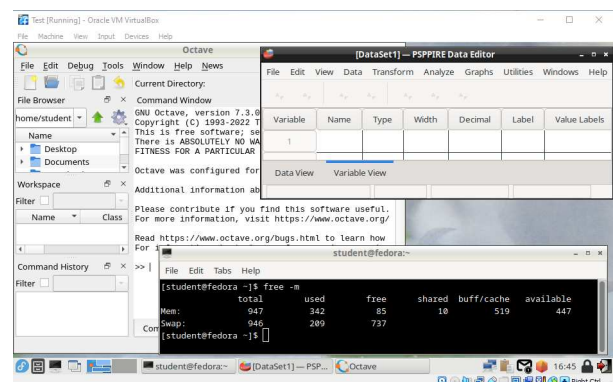 Test [Running] - Oracle VM VirtualBox
File Machine View Input Devices Help
Octave
File Edit Debug Tools Window Help News
Current Directory:
File Browser
home/student
Name
Desktop
Documents
Workspace
Filter
Name Class
Command History
Filter
Command Window
GNU Octave, version 7.3.0
Copyright (C) 1993-2022 T
This is free software; se
There is ABSOLUTELY NO WA
FITNESS FOR A PARTICULAR
Octave was configured for
Additional information ab
Please contribute if you find this software useful.
For more information, visit https://www.octave.org/
Read https://www.octave.org/bugs.html to learn how
For i
>>
Com
[DataSet1] — PSPPIRE Data Editor
File Edit View Data Transform Analyze Graphs Utilities Windows Help
Variable Name Type Width Decimal Label Value Labels
1
Data View Variable View
student@fedora:~
File Edit Tabs Help
[student@fedora ~]$ free -m
total used free shared buff/cache available
Mem: 947 342 85 10 519 447
Swap: 946 209 737
[student@fedora ~]$
student@fedora:~ [DataSet1] — PSP... Octave 16:45
Right Ctrl